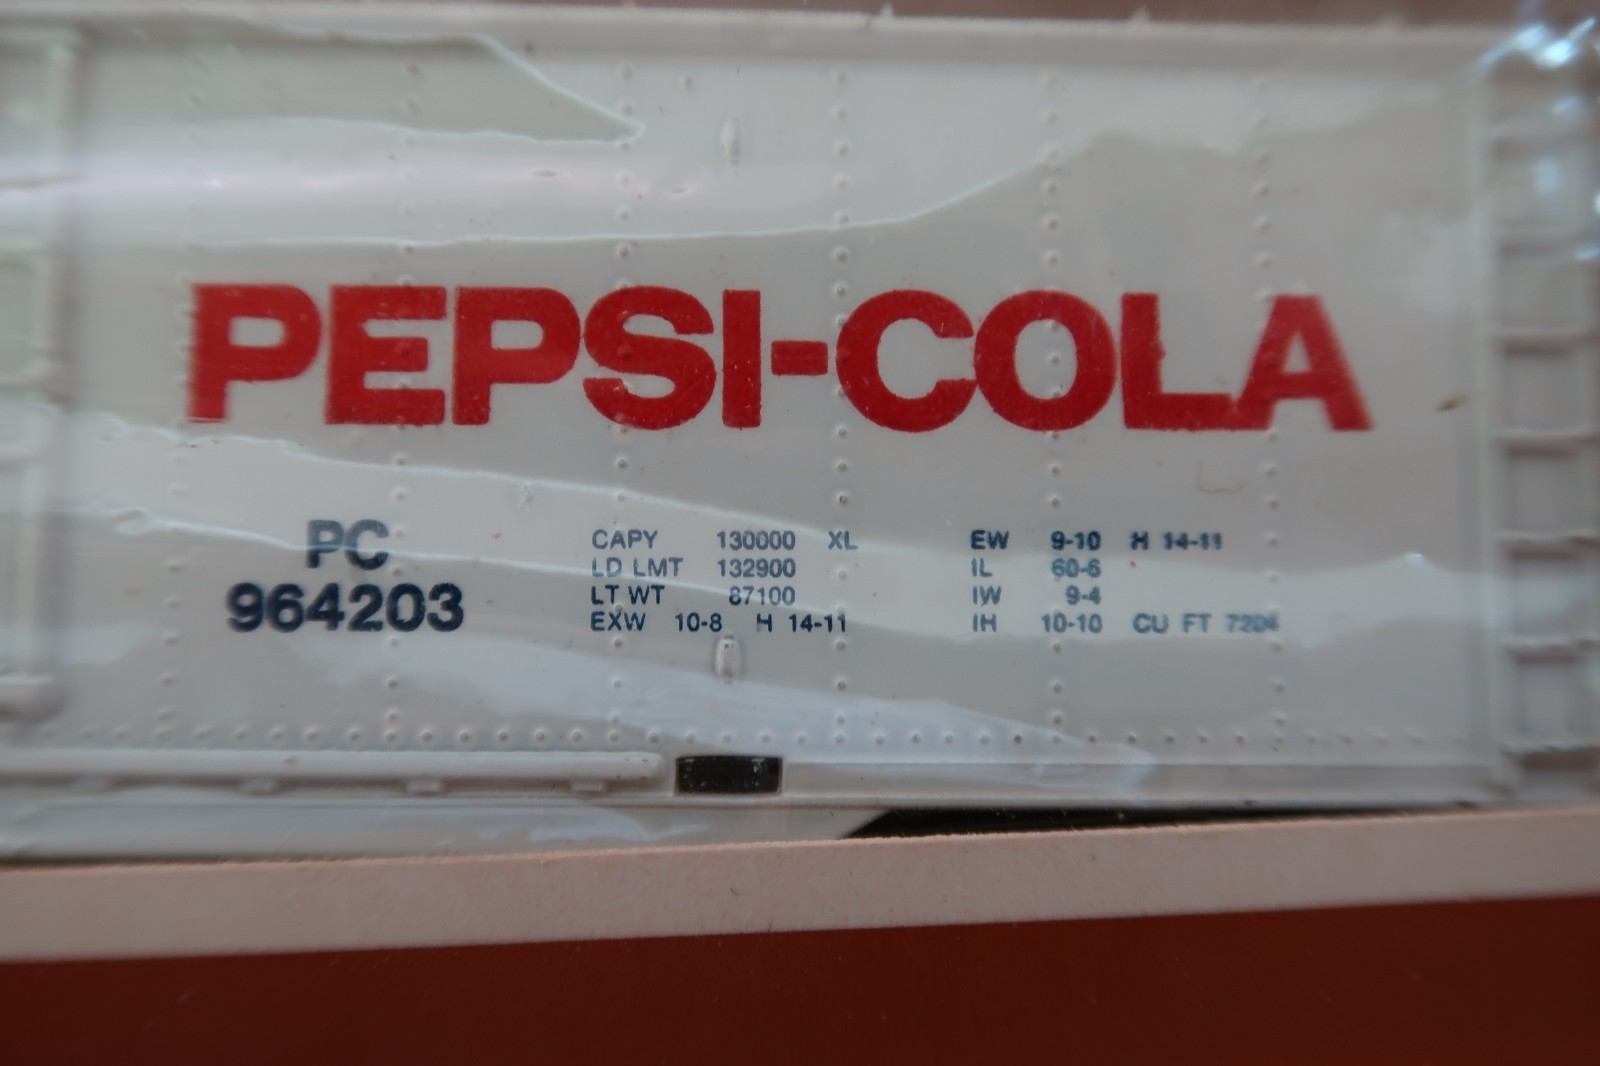 PEPSI-COLA
PC
964203
CAPY 130000 XL
LD LMT 132900
LT WT 87100
EXW 10-8 H 14-11
EW 9-10 H 14-11
IL 60-6
IW 9-4
IH 10-10 CU FT 7204